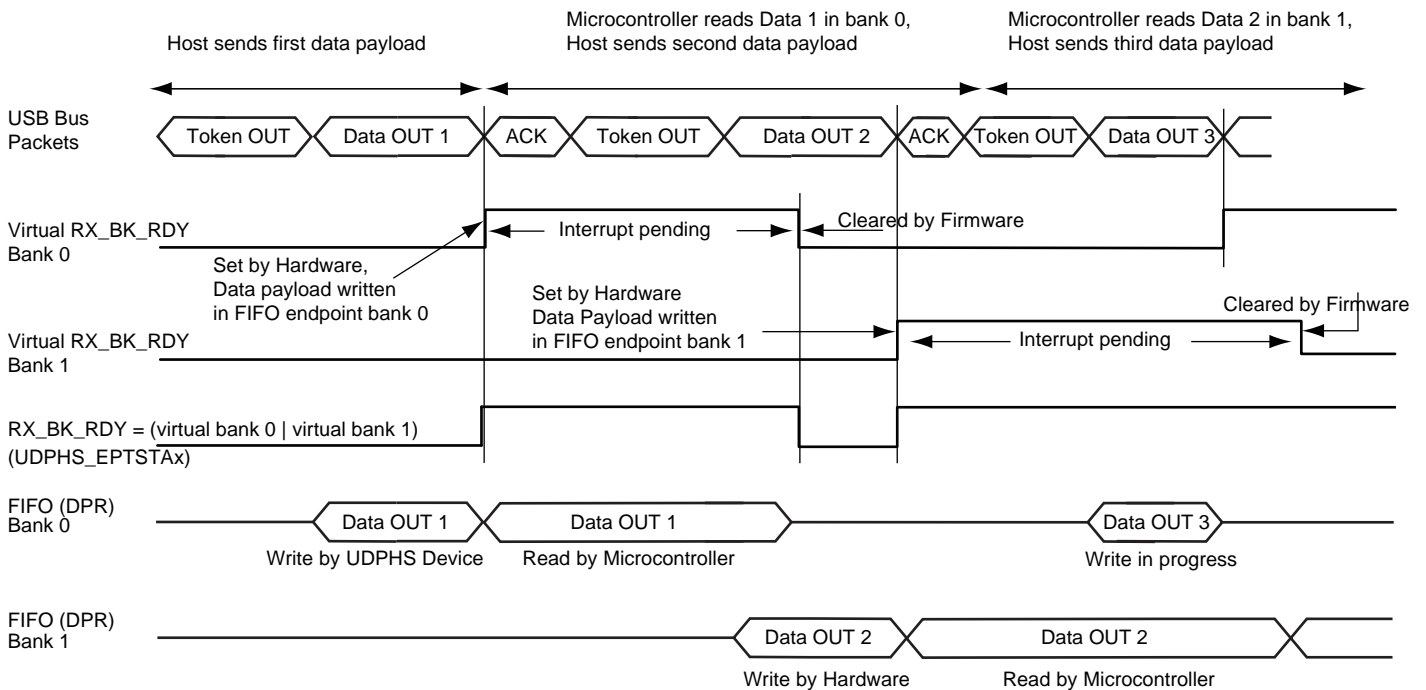 Host sends first data payload
Microcontroller reads Data 1 in bank 0,
Host sends second data payload
Microcontroller reads Data 2 in bank 1,
Host sends third data payload
USB Bus
Packets
Token OUT
Data OUT 1
ACK
Token OUT
Data OUT 2
ACK
Token OUT
Data OUT 3
Virtual RX_BK_RDY
Bank 0
Interrupt pending
Cleared by Firmware
Set by Hardware,
Data payload written
in FIFO endpoint bank 0
Set by Hardware
Data Payload written
in FIFO endpoint bank 1
Cleared by Firmware
Virtual RX_BK_RDY
Bank 1
Interrupt pending
RX_BK_RDY = (virtual bank 0 | virtual bank 1)
(UDPHS_EPTSTAx)
FIFO (DPR)
Bank 0
Data OUT 1
Data OUT 1
Data OUT 3
Write by UDPHS Device
Read by Microcontroller
Write in progress
FIFO (DPR)
Bank 1
Data OUT 2
Data OUT 2
Write by Hardware
Read by Microcontroller